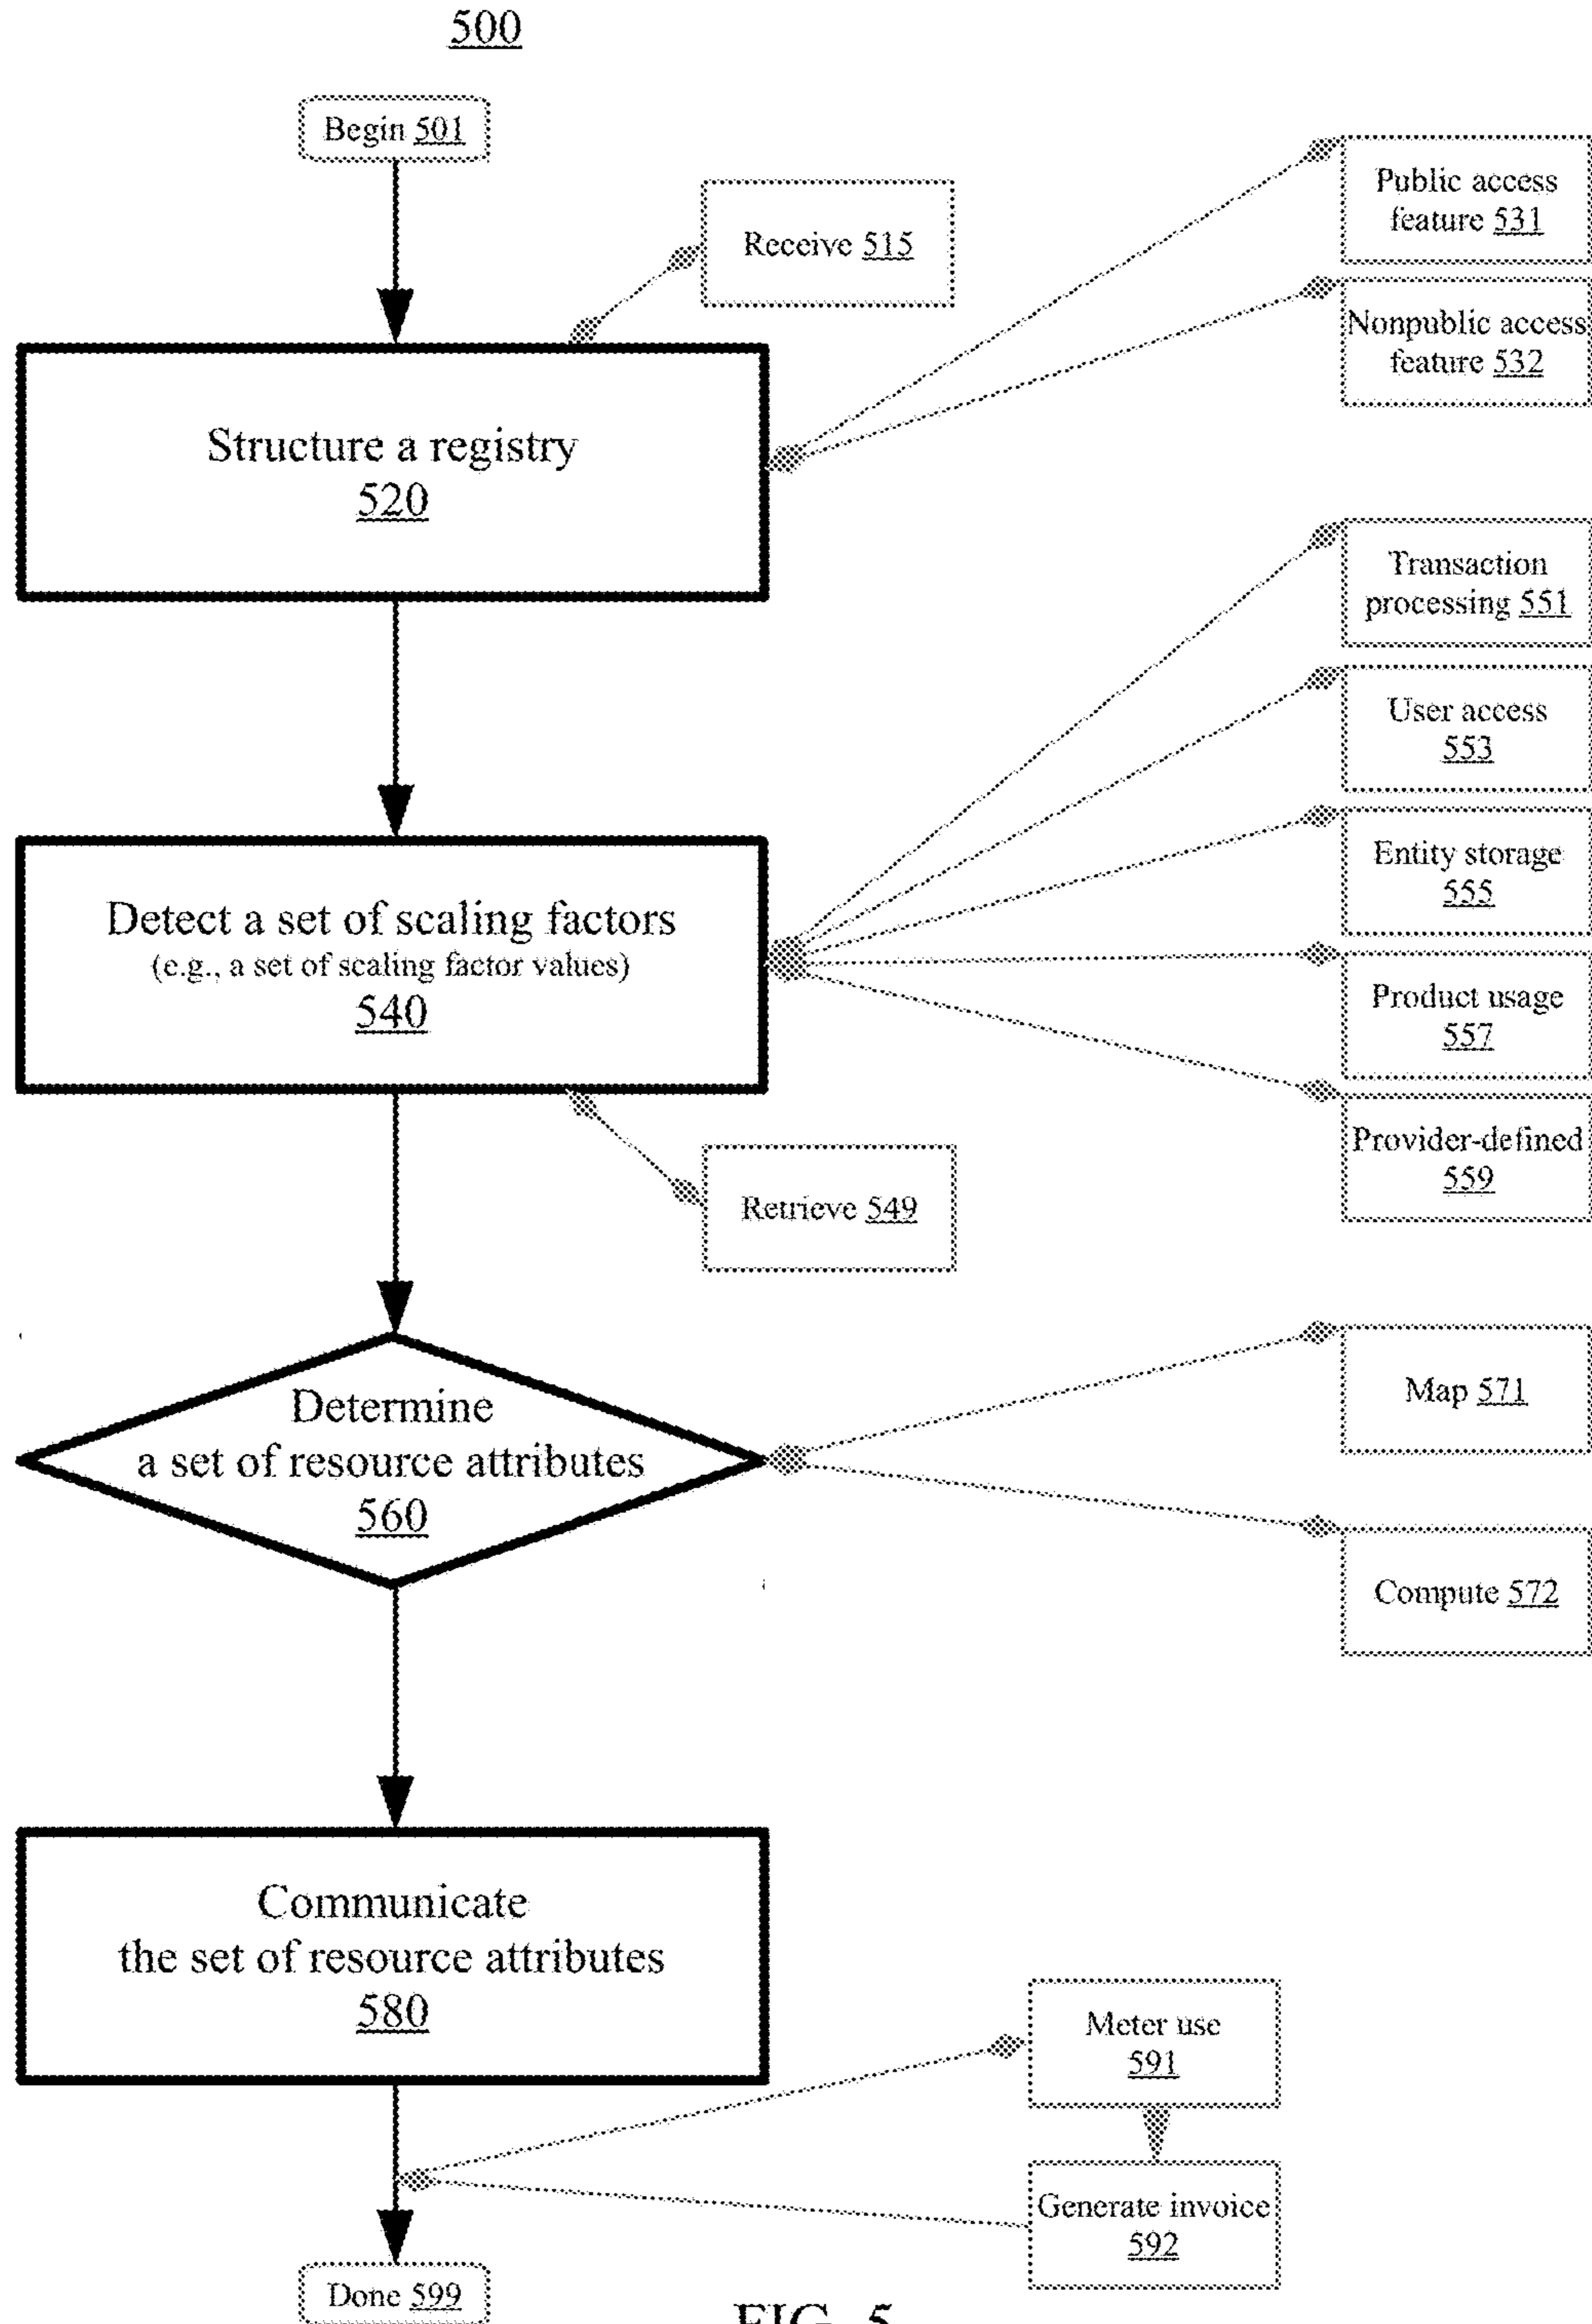 500
Begin 501
Receive 515
Public access
feature 531
Nonpublic access
feature 532
Structure a registry
520
Transaction
processing 551
User access
553
Entity storage
555
Product usage
557
Provider-defined
559
Detect a set of scaling factors
(e.g., a set of scaling factor values)
540
Retrieve 549
Determine
a set of resource attributes
560
Map 571
Compute 572
Communicate
the set of resource attributes
580
Meter use
591
Generate invoice
592
Done 599
FIG. 5